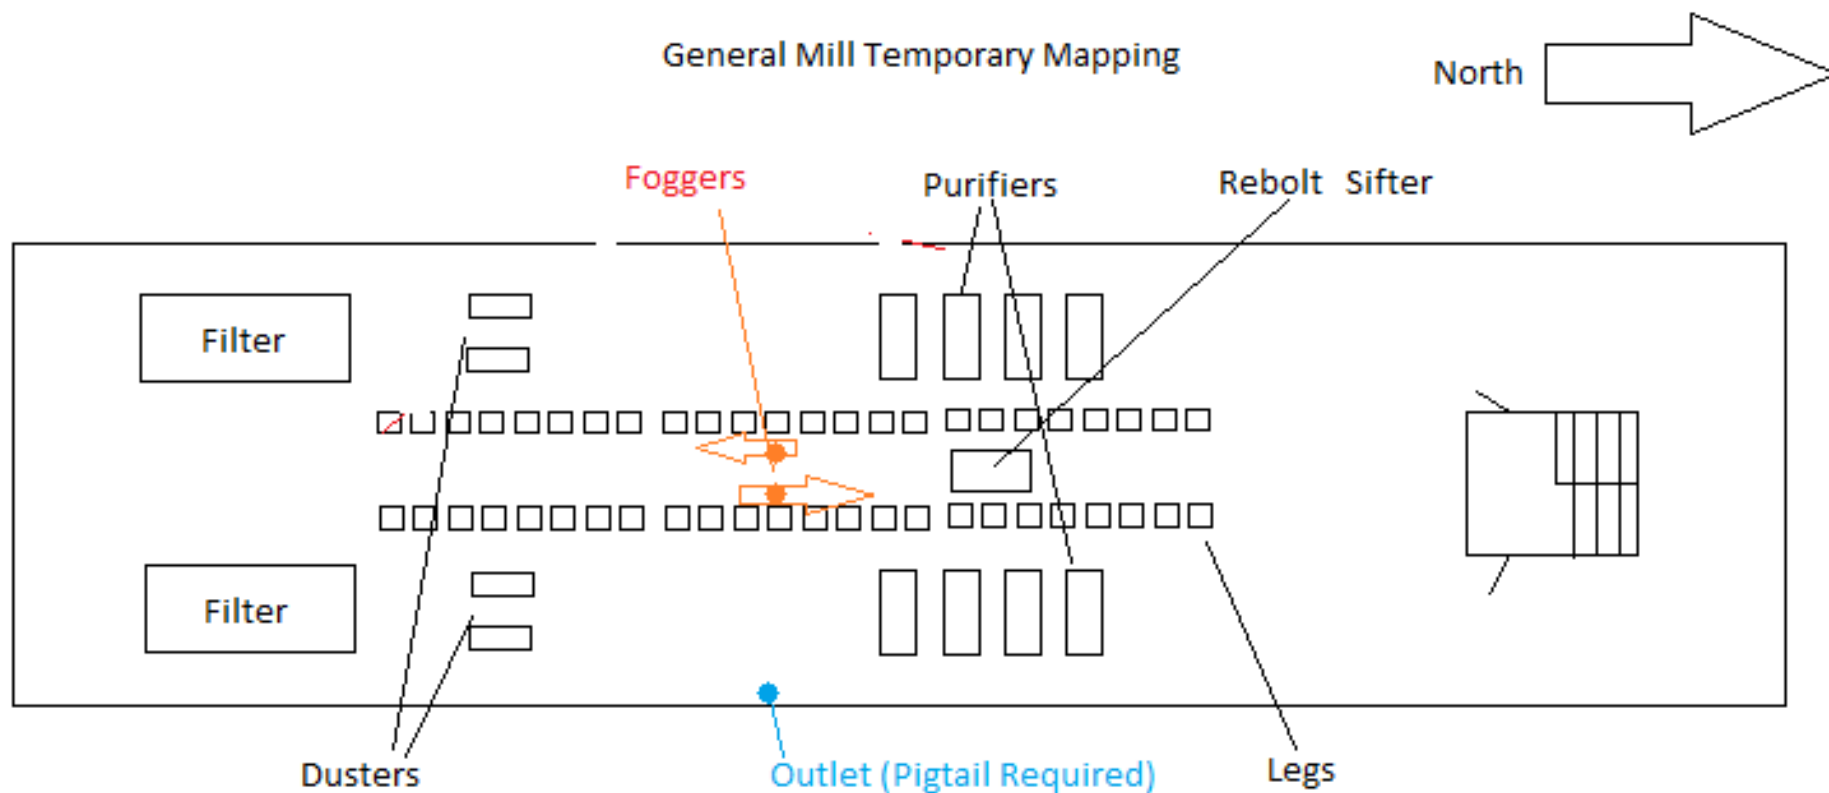 General Mill Temporary Mapping
North
Foggers
Purifiers
Rebolt Sifter
Filter
Filter
Dusters
Outlet (Pigtail Required)
Legs